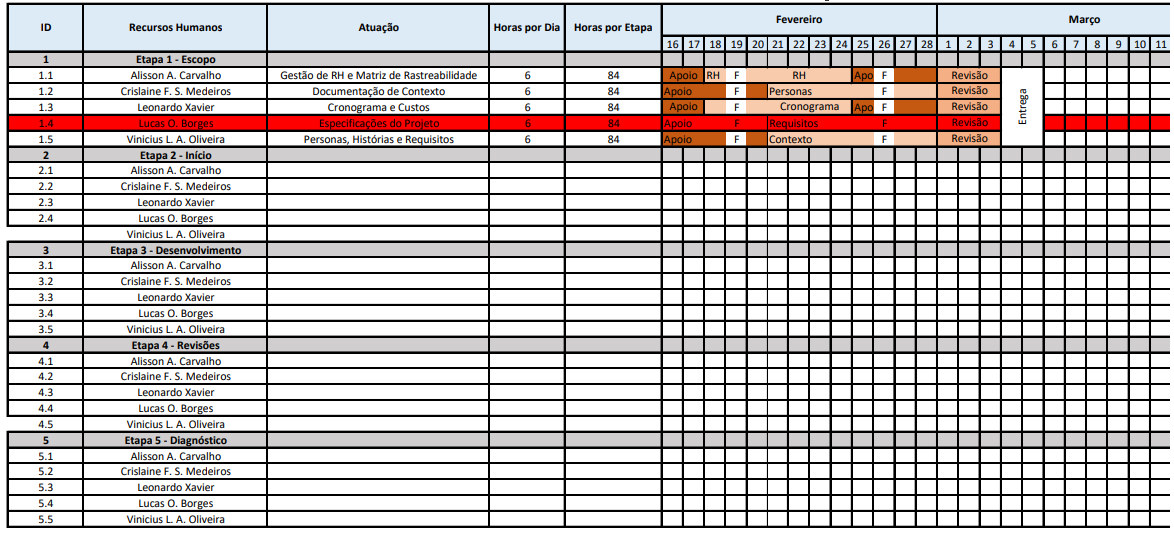 ID Recursos Humanos Atuação Horas por Dia Horas por Etapa Fevereiro Março
16 17 18 19 20 21 22 23 24 25 26 27 28 1 2 3 4 5 6 7 8 9 10 11
1 Etapa 1 - Escopo
1.1 Alisson A. Carvalho Gestão de RH e Matriz de Rastreabilidade 6 84 Apoio RH F RH Apo F Revisão
1.2 Crislaine F. S. Medeiros Documentação de Contexto 6 84 Apoio F Personas F Revisão
1.3 Leonardo Xavier Cronograma e Custos 6 84 Apoio F Cronograma Apo F Revisão
Entrega
1.4 Lucas O. Borges Especificações do Projeto 6 84 Apoio F Requisitos F Revisão
1.5 Vinicius L. A. Oliveira Personas, Histórias e Requisitos 6 84 Apoio F Contexto F Revisão
2 Etapa 2 - Início
2.1 Alisson A. Carvalho
2.2 Crislaine F. S. Medeiros
2.3 Leonardo Xavier
2.4 Lucas O. Borges
Vinicius L. A. Oliveira
3 Etapa 3 - Desenvolvimento
3.1 Alisson A. Carvalho
3.2 Crislaine F. S. Medeiros
3.3 Leonardo Xavier
3.4 Lucas O. Borges
3.5 Vinicius L. A. Oliveira
4 Etapa 4 - Revisões
4.1 Alisson A. Carvalho
4.2 Crislaine F. S. Medeiros
4.3 Leonardo Xavier
4.4 Lucas O. Borges
4.5 Vinicius L. A. Oliveira
5 Etapa 5 - Diagnóstico
5.1 Alisson A. Carvalho
5.2 Crislaine F. S. Medeiros
5.3 Leonardo Xavier
5.4 Lucas O. Borges
5.5 Vinicius L. A. Oliveira